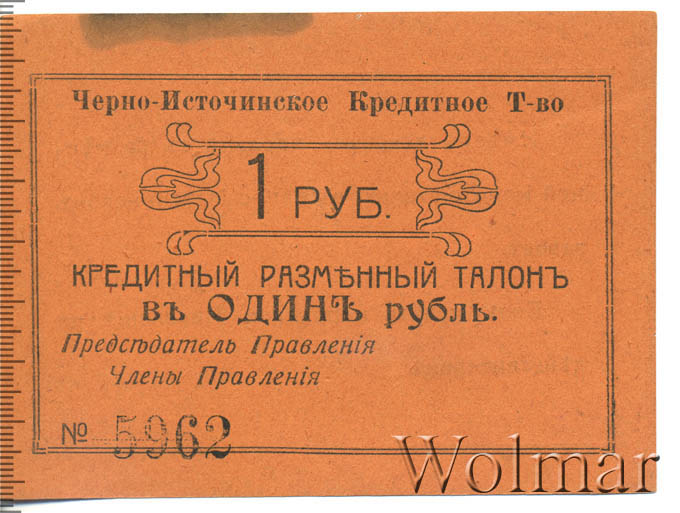 Черно-Источинское Кредитное Т-во
1 РУБ.
КРЕДИТНЫЙ РАЗМѢННЫЙ ТАЛОНЪ
въ ОДИНЪ рубль.
Предсѣдатель Правленія
Члены Правленія
№ 5962
Wolmar